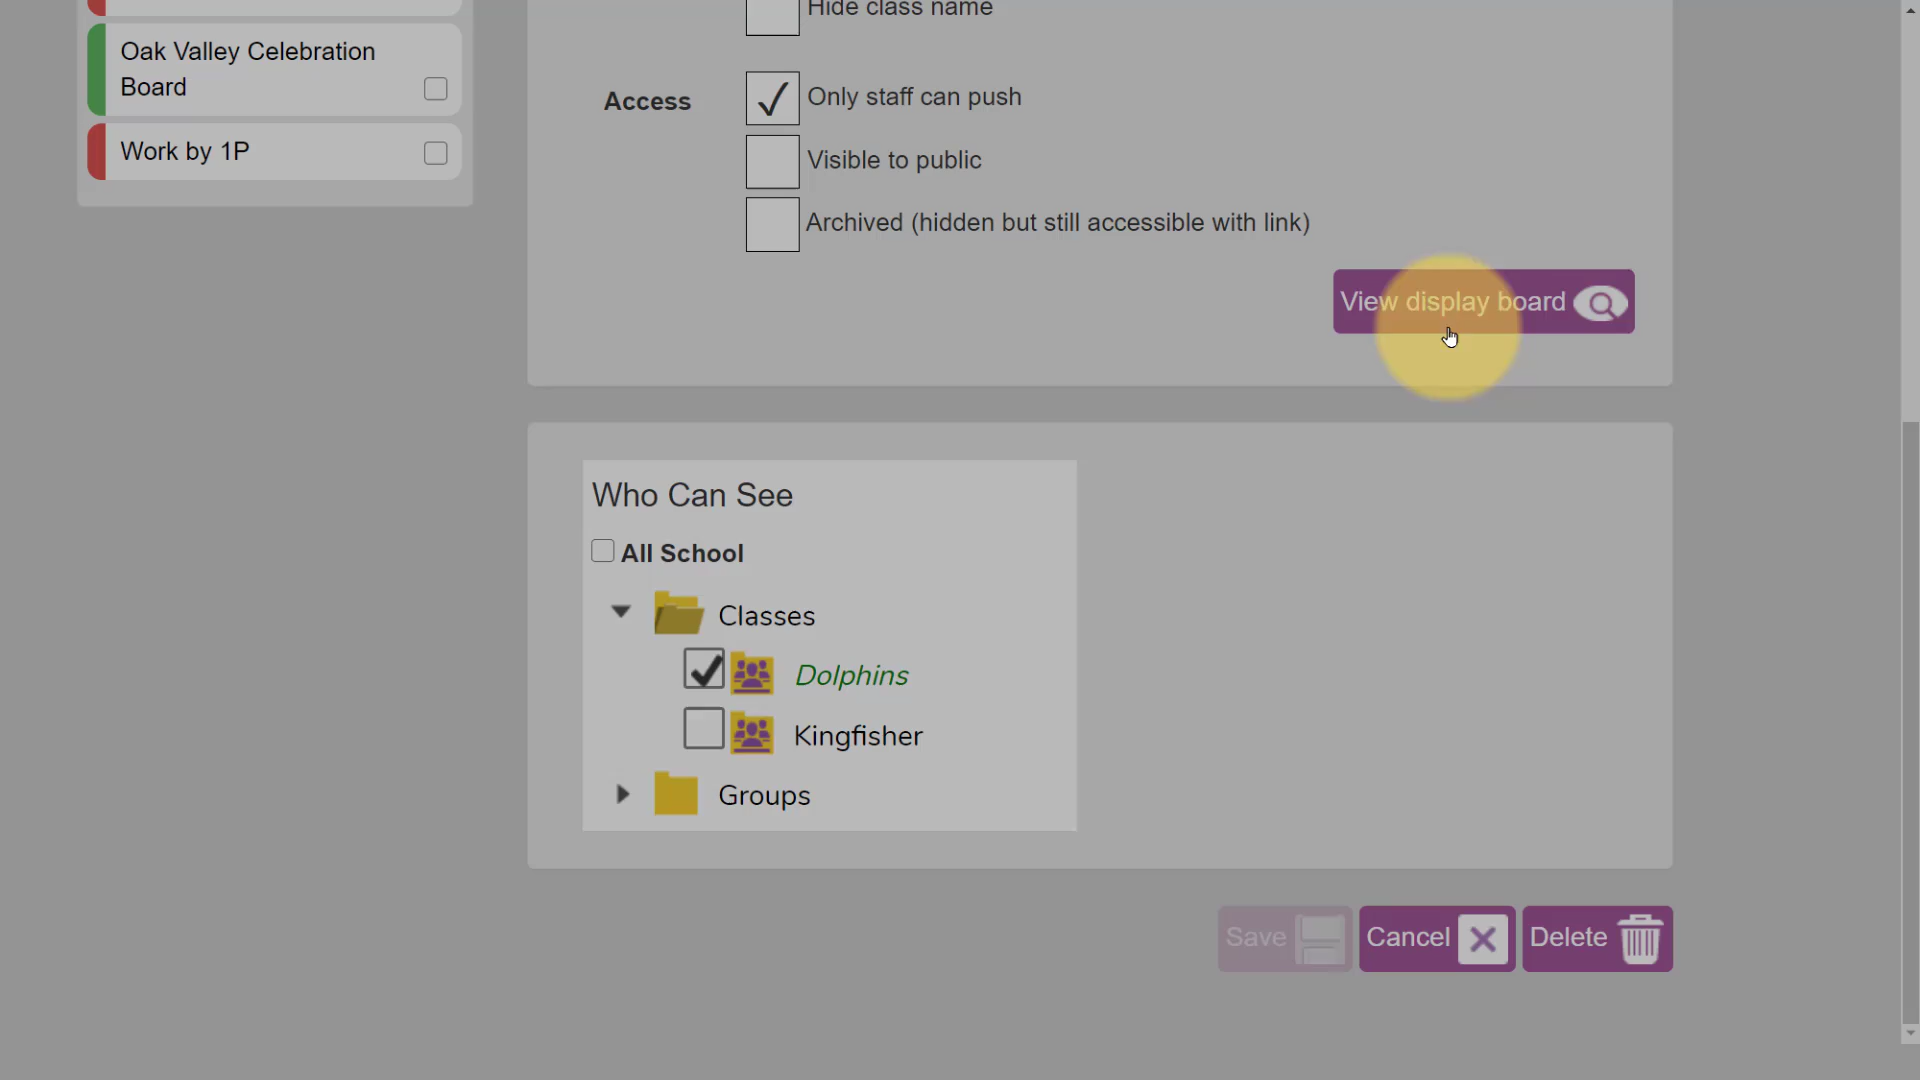 Hide class name
Oak Valley Celebration
Board
Work by 1P
Access
Only staff can push
Visible to public
Archived (hidden but still accessible with link)
View display board
Who Can See
All School
Classes
Dolphins
Kingfisher
Groups
Save
Cancel
Delete